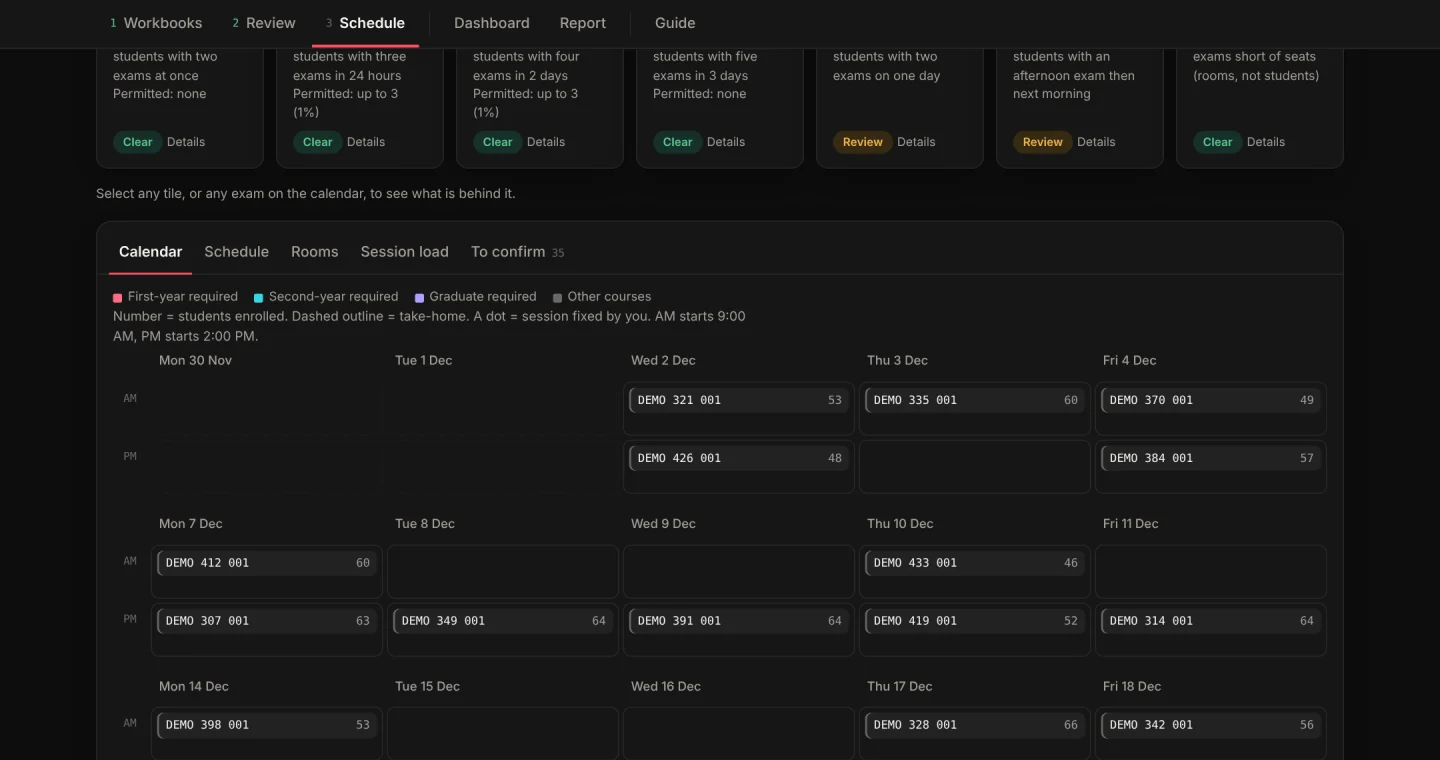 1 Workbooks 2 Review 3 Schedule Dashboard Report Guide
students with two
exams at once
Permitted: none
Clear Details
students with three
exams in 24 hours
Permitted: up to 3
(1%)
Clear Details
students with four
exams in 2 days
Permitted: up to 3
(1%)
Clear Details
students with five
exams in 3 days
Permitted: none
Clear Details
students with two
exams on one day
Review Details
students with an
afternoon exam then
next morning
Review Details
exams short of seats
(rooms, not students)
Clear Details
Select any tile, or any exam on the calendar, to see what is behind it.
Calendar Schedule Rooms Session load To confirm 35
First-year required Second-year required Graduate required Other courses
Number = students enrolled. Dashed outline = take-home. A dot = session fixed by you. AM starts 9:00
AM, PM starts 2:00 PM.
Mon 30 Nov Tue 1 Dec Wed 2 Dec Thu 3 Dec Fri 4 Dec
AM DEMO 321 001 53 DEMO 335 001 60 DEMO 370 001 49
PM DEMO 426 001 48 DEMO 384 001 57
Mon 7 Dec Tue 8 Dec Wed 9 Dec Thu 10 Dec Fri 11 Dec
AM DEMO 412 001 60 DEMO 433 001 46
PM DEMO 307 001 63 DEMO 349 001 64 DEMO 391 001 64 DEMO 419 001 52 DEMO 314 001 64
Mon 14 Dec Tue 15 Dec Wed 16 Dec Thu 17 Dec Fri 18 Dec
AM DEMO 398 001 53 DEMO 328 001 66 DEMO 342 001 56